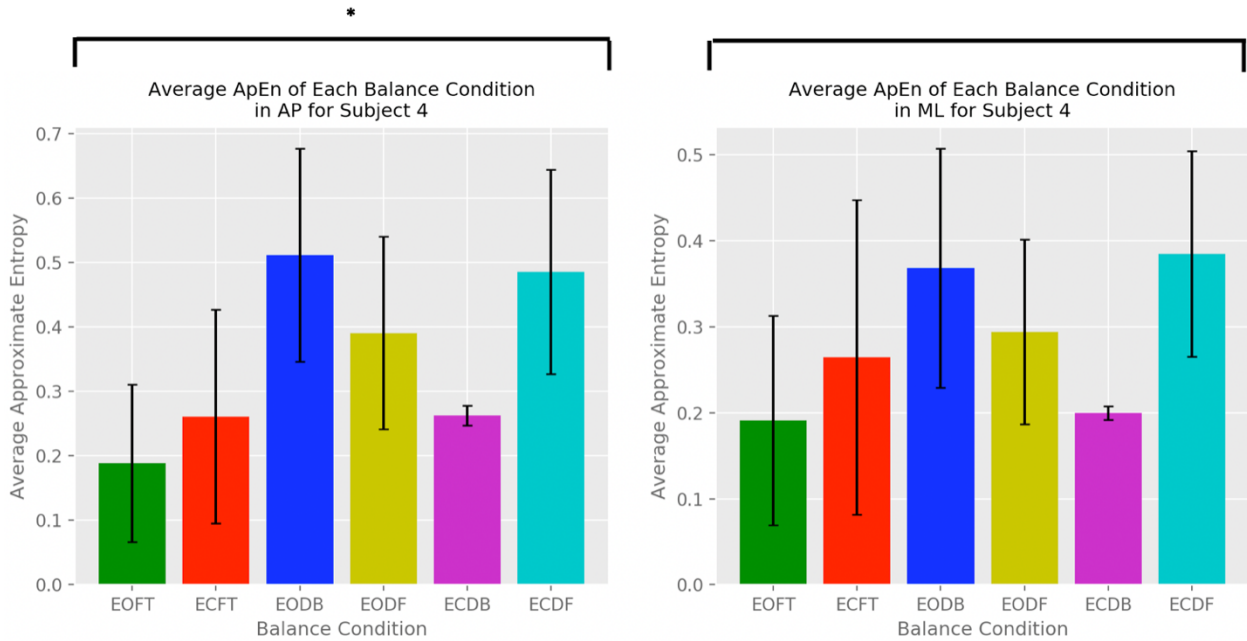 *
Average ApEn of Each Balance Condition
in AP for Subject 4
Average Approximate Entropy
0.7
0.6
0.5
0.4
0.3
0.2
0.1
0.0
EOFT ECFT EODB EODF ECDB ECDF
Balance Condition
Average ApEn of Each Balance Condition
in ML for Subject 4
Average Approximate Entropy
0.5
0.4
0.3
0.2
0.1
0.0
EOFT ECFT EODB EODF ECDB ECDF
Balance Condition